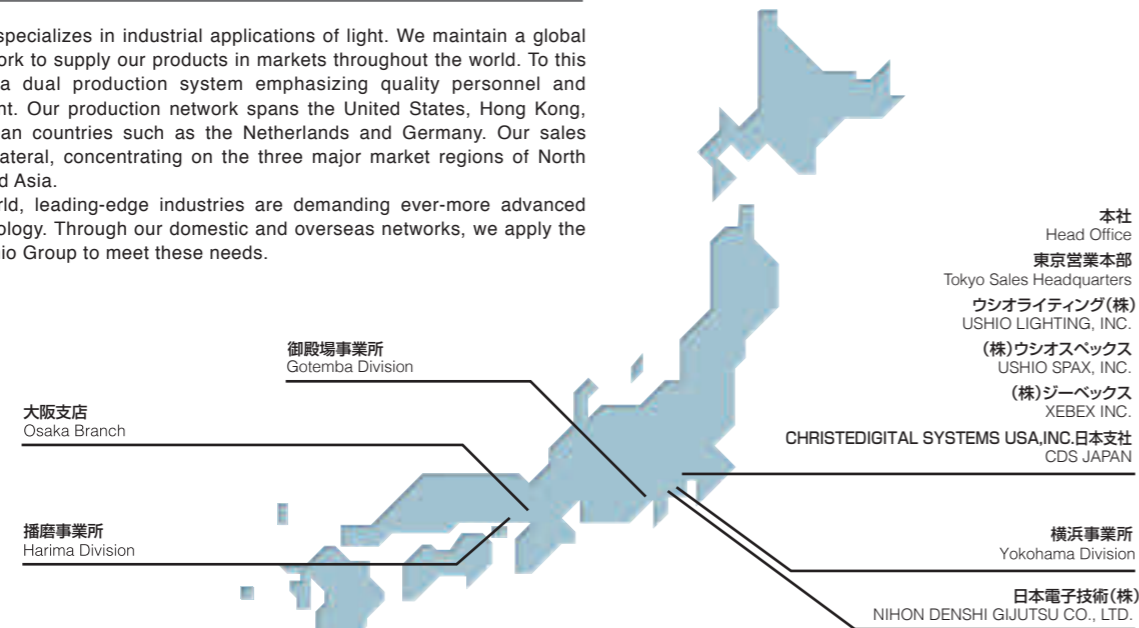 specializes in industrial applications of light. We maintain a global
ork to supply our products in markets throughout the world. To this
a dual production system emphasizing quality personnel and
nt. Our production network spans the United States, Hong Kong,
an countries such as the Netherlands and Germany. Our sales
ateral, concentrating on the three major market regions of North
d Asia.
rld, leading-edge industries are demanding ever-more advanced
ology. Through our domestic and overseas networks, we apply the
io Group to meet these needs.
本社
Head Office
東京営業本部
Tokyo Sales Headquarters
ウシオライティング(株)
USHIO LIGHTING, INC.
(株)ウシオスペックス
USHIO SPAX, INC.
(株)ジーベックス
XEBEX INC.
CHRISTEDIGITAL SYSTEMS USA,INC.日本支社
CDS JAPAN
御殿場事業所
Gotemba Division
大阪支店
Osaka Branch
播磨事業所
Harima Division
横浜事業所
Yokohama Division
日本電子技術(株)
NIHON DENSHI GIJUTSU CO., LTD.